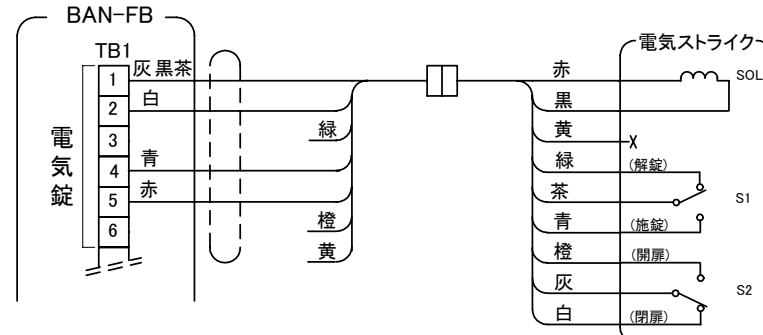 BAN-FB
TB1
電気錠
1
2
3
4
5
6
灰黒茶
白
青
赤
緑
橙
黄
電気ストライク
赤
黒
黄
緑
茶
青
橙
灰
白
X
(解錠)
(施錠)
(開扉)
(閉扉)
SOL
S1
S2